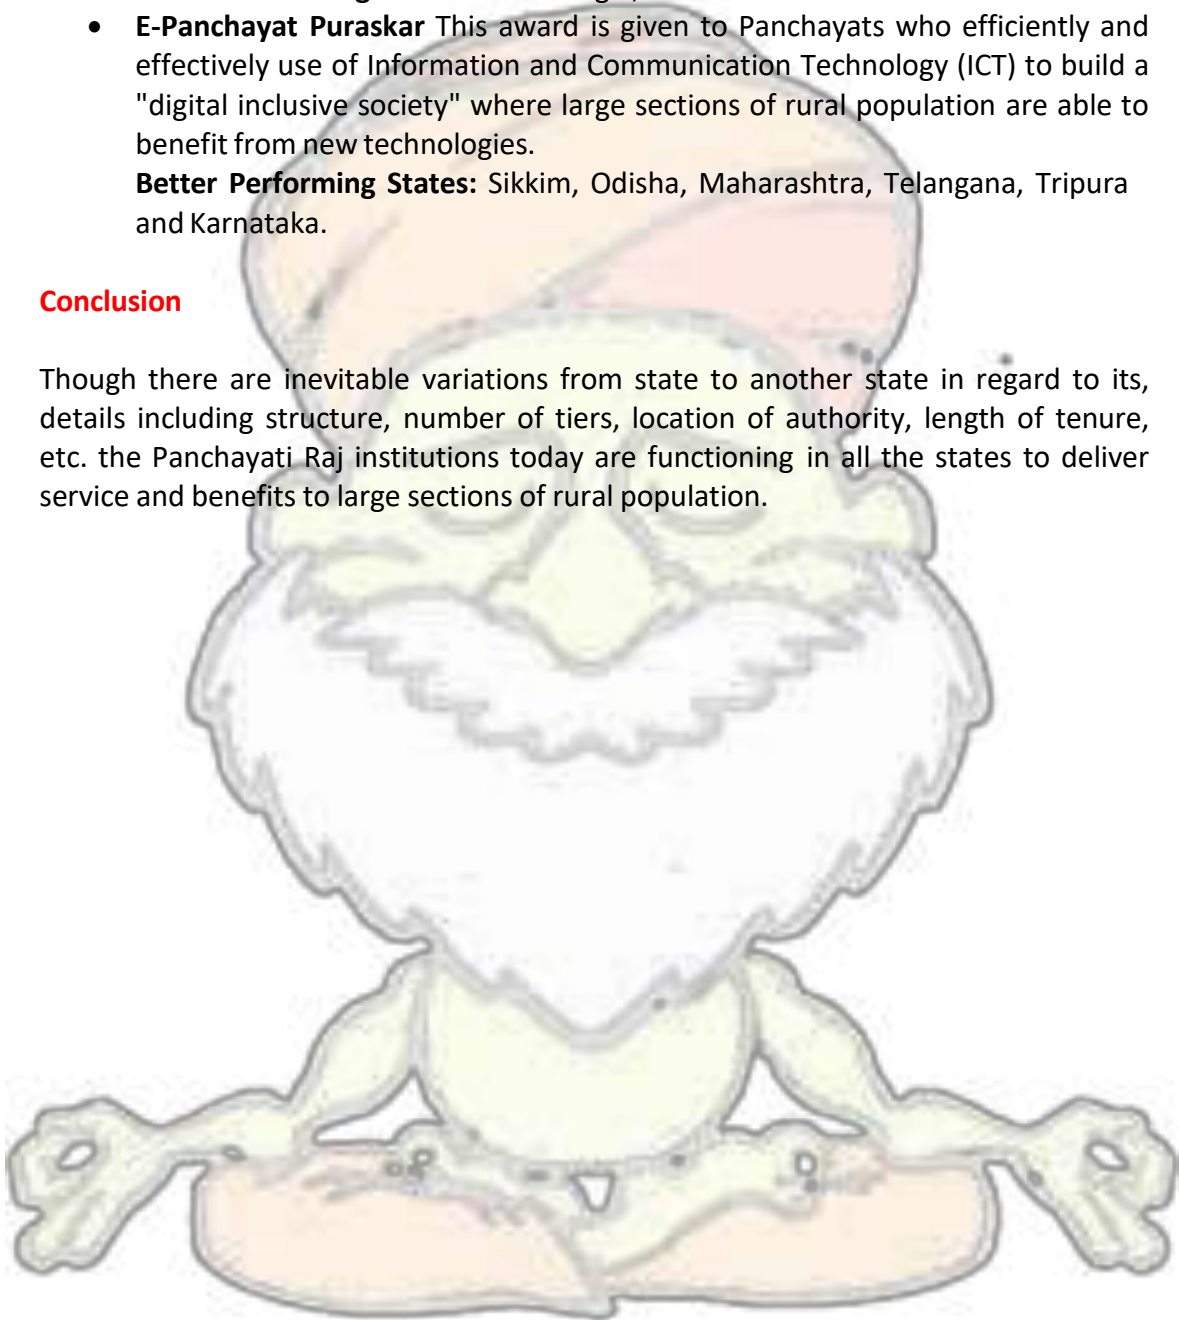 • E-Panchayat Puraskar This award is given to Panchayats who efficiently and
effectively use of Information and Communication Technology (ICT) to build a
"digital inclusive society" where large sections of rural population are able to
benefit from new technologies.
Better Performing States: Sikkim, Odisha, Maharashtra, Telangana, Tripura
and Karnataka.
Conclusion
Though there are inevitable variations from state to another state in regard to its,
details including structure, number of tiers, location of authority, length of tenure,
etc. the Panchayati Raj institutions today are functioning in all the states to deliver
service and benefits to large sections of rural population.